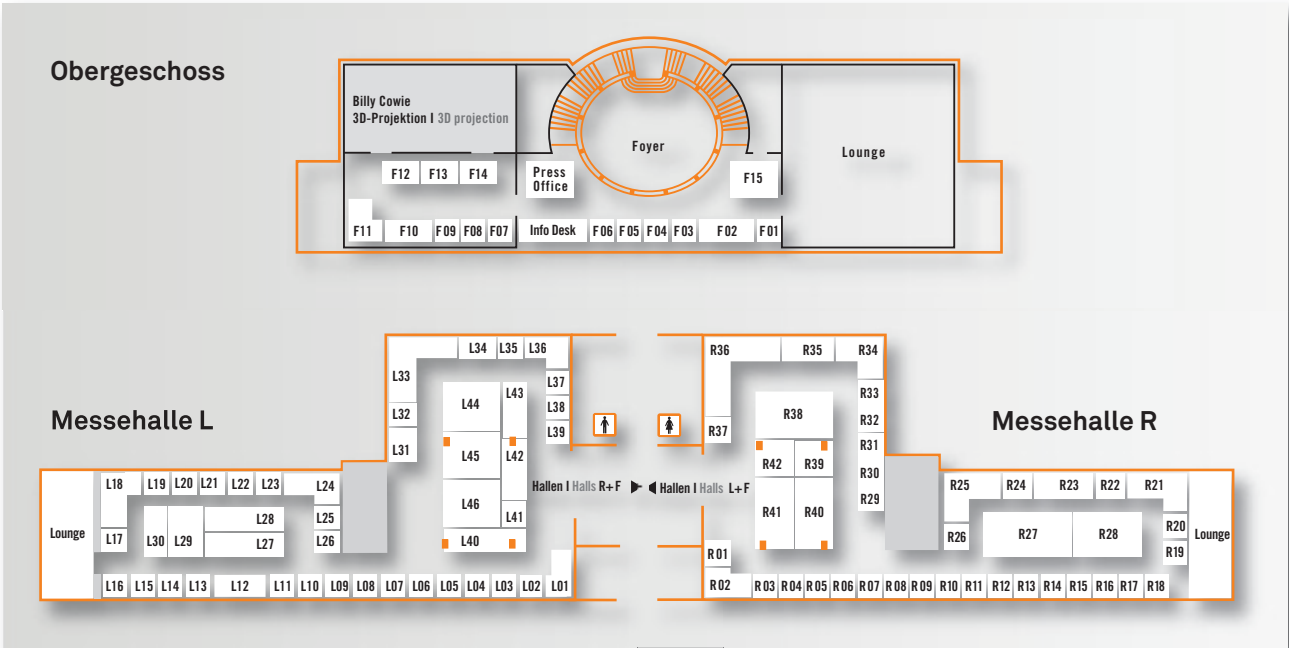 Obergeschoss
Billy Cowie
3D-Projektion I 3D projection
Foyer
Lounge
F12 F13 F14
Press
Office
F15
F11 F10 F09 F08 F07 Info Desk F06 F05 F04 F03 F02 F01
Messehalle L
L34 L35 L36
L33
L37
L43
L44
L38
L32
L39
L31
L45
L42
L46
L41
L40
Hallen I Halls R+F
L18 L19 L20 L21 L22 L23 L24
L25
L28
L30 L29
L27
L26
L17
Lounge
L16 L15 L14 L13 L12 L11 L10 L09 L08 L07 L06 L05 L04 L03 L02 L01
Messehalle R
R36 R35 R34
R33
R38
R32
R37
R31
R42 R39
R30
R29
R41 R40
Hallen I Halls L+F
R25 R24 R23 R22 R21
R20
R27 R28
R26
R19
Lounge
R01
R02 R03 R04 R05 R06 R07 R08 R09 R10 R11 R12 R13 R14 R15 R16 R17 R18